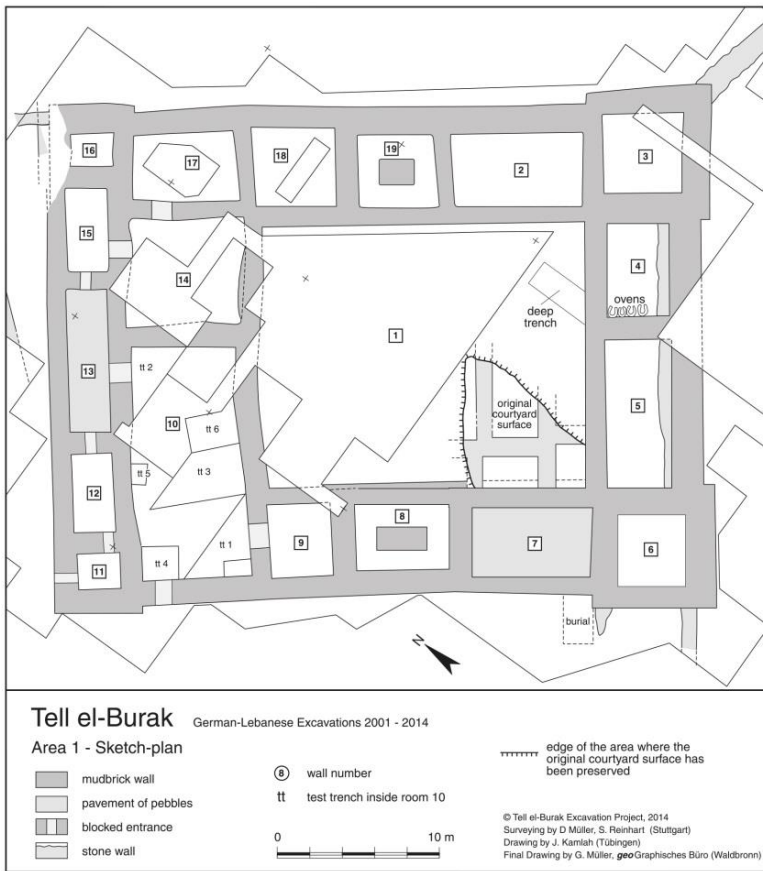 16
17
18
19
2
3
15
14
4
ovens
1
deep
trench
13
tt 2
5
original
courtyard
surface
10
tt 6
tt 5
tt 3
12
11
tt 4
tt 1
9
8
7
6
burial
N
Tell el-Burak German-Lebanese Excavations 2001 - 2014
Area 1 - Sketch-plan
mudbrick wall
pavement of pebbles
blocked entrance
stone wall
8 wall number
tt test trench inside room 10
0 10 m
edge of the area where the
original courtyard surface has
been preserved
© Tell el-Burak Excavation Project, 2014
Surveying by D Müller, S. Reinhart (Stuttgart)
Drawing by J. Kamlah (Tübingen)
Final Drawing by G. Müller, geoGraphisches Büro (Waldbronn)